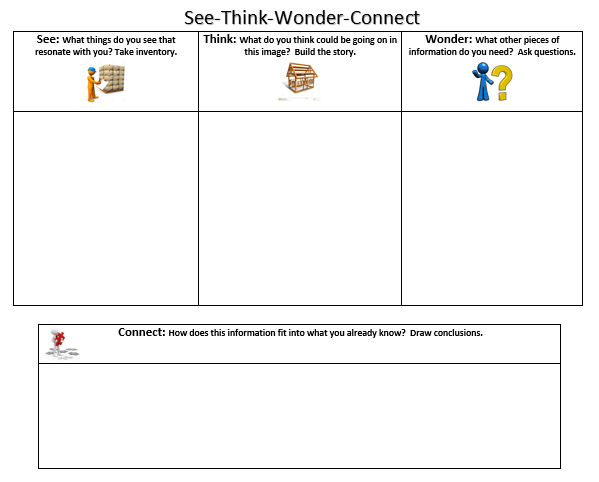 See-Think-Wonder-Connect
See: What things do you see that
resonate with you? Take inventory.
Think: What do you think could be going on in
this image? Build the story.
Wonder: What other pieces of
information do you need? Ask questions.
Connect: How does this information fit into what you already know? Draw conclusions.